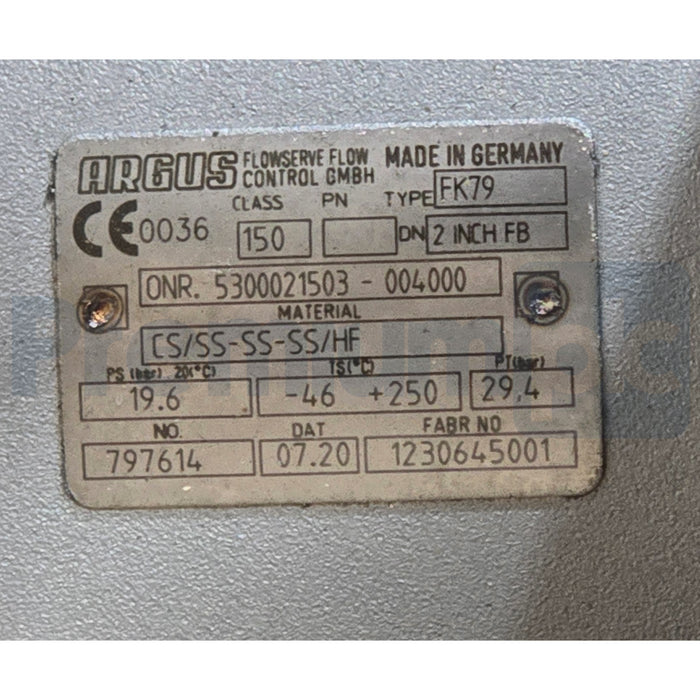 ARGUS FLOWSERVE FLOW CONTROL GMBH MADE IN GERMANY
CE 0036 CLASS 150 PN TYPE FK79
DN 2 INCH FB
ONR. 5300021503 - 004000
MATERIAL
CS/SS-SS-SS/HF
PS (bar) 20(°C) TS(°C) PT(bar)
19.6 -46 +250 29,4
NO. DAT FABR NO
797614 07.20 1230645001